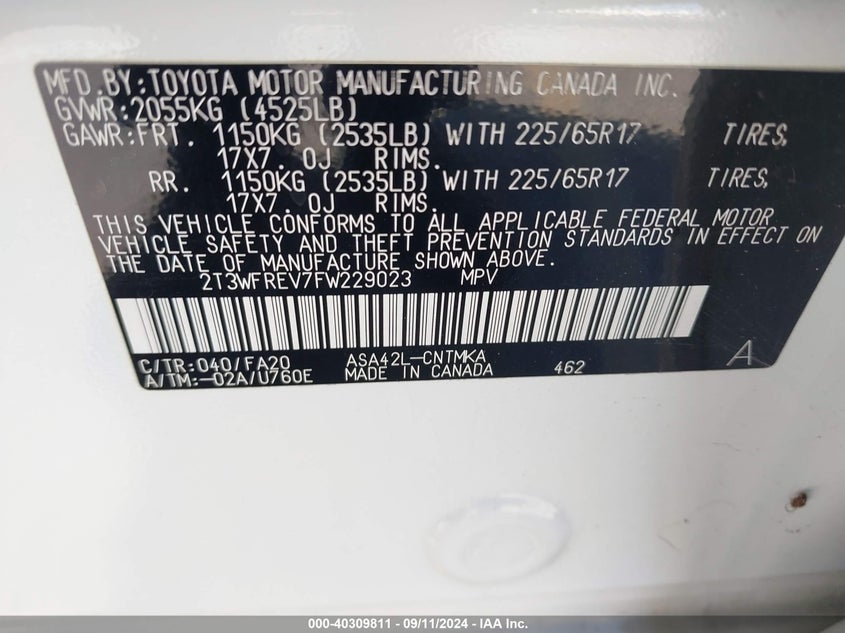 MFD.BY:TOYOTA MOTOR MANUFACTURING CANADA INC.
GVWR:2055KG (4525LB)
GAWR:FRT. 1150KG (2535LB) WITH 225/65R17 TIRES,
17X7.0J RIMS.
RR. 1150KG (2535LB) WITH 225/65R17 TIRES,
17X7.0J RIMS.
THIS VEHICLE CONFORMS TO ALL APPLICABLE FEDERAL MOTOR
VEHICLE SAFETY AND THEFT PREVENTION STANDARDS IN EFFECT ON
THE DATE OF MANUFACTURE SHOWN ABOVE.
2T3WFREV7FW229023 MPV
C/TR:040/FA20 ASA42L-CNTMKA
A/TM:-02A/U760E MADE IN CANADA 462 A
000-40309811 - 09/11/2024 - IAA Inc.